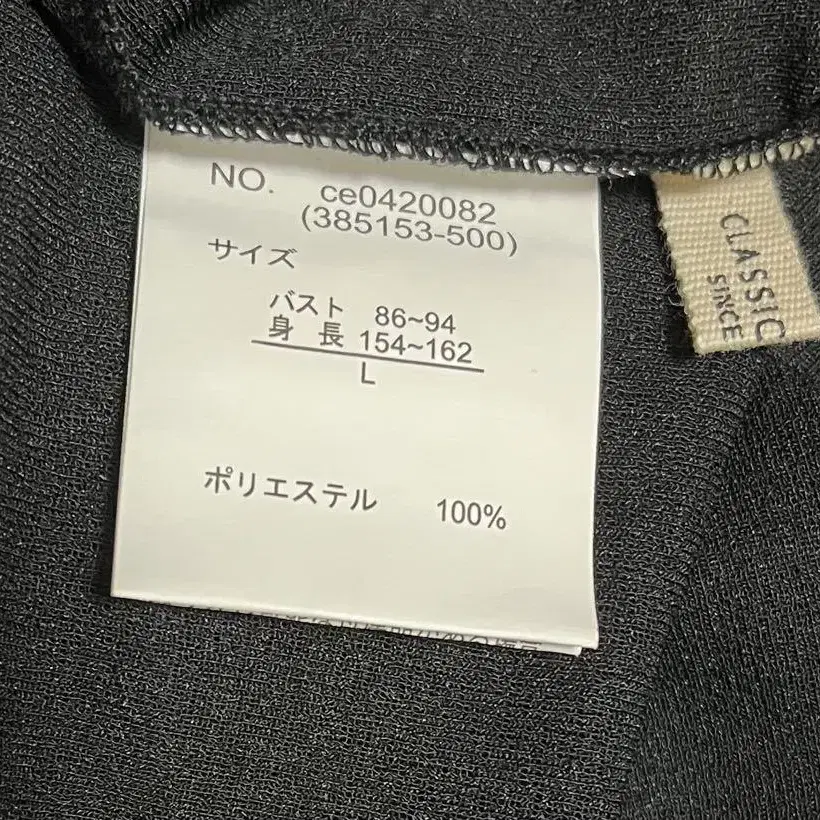 NO. ce0420082
(385153-500)
サイズ
バスト 86~94
身 長 154~162
L
ポリエステル 100%
CLASSIC
SINCE